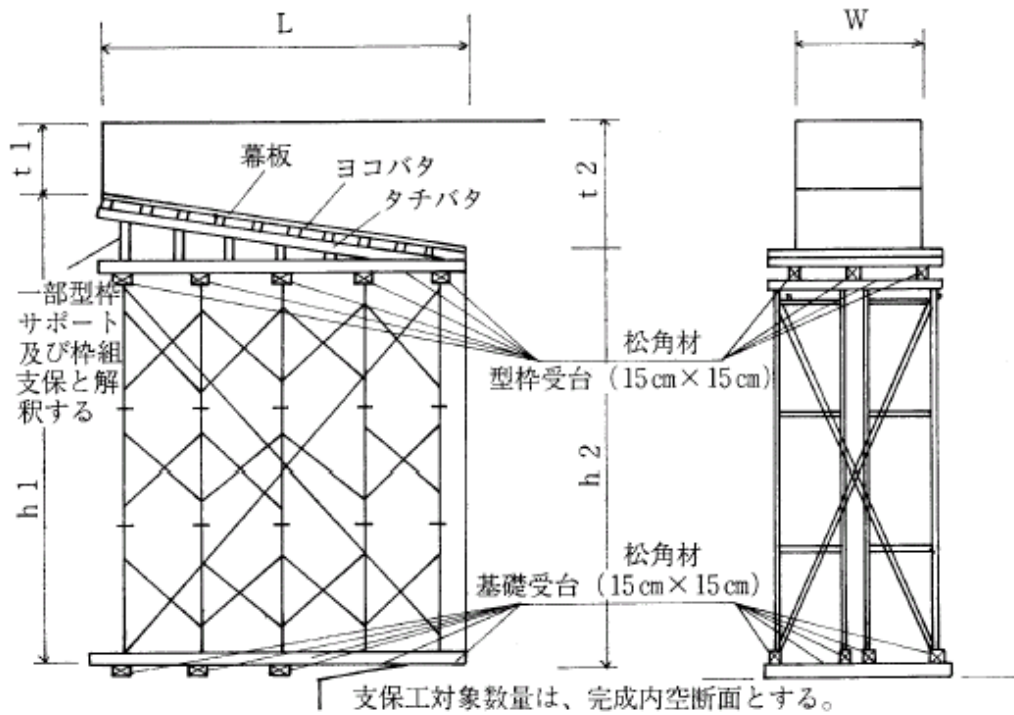 L
W
t1
t2
幕板
ヨコバタ
タチバタ
一部型枠
サポート
及び枠組
支保と解
釈する
松角材
型枠受台（15cm×15cm）
h1
h2
松角材
基礎受台（15cm×15cm）
支保工対象数量は、完成内空断面とする。